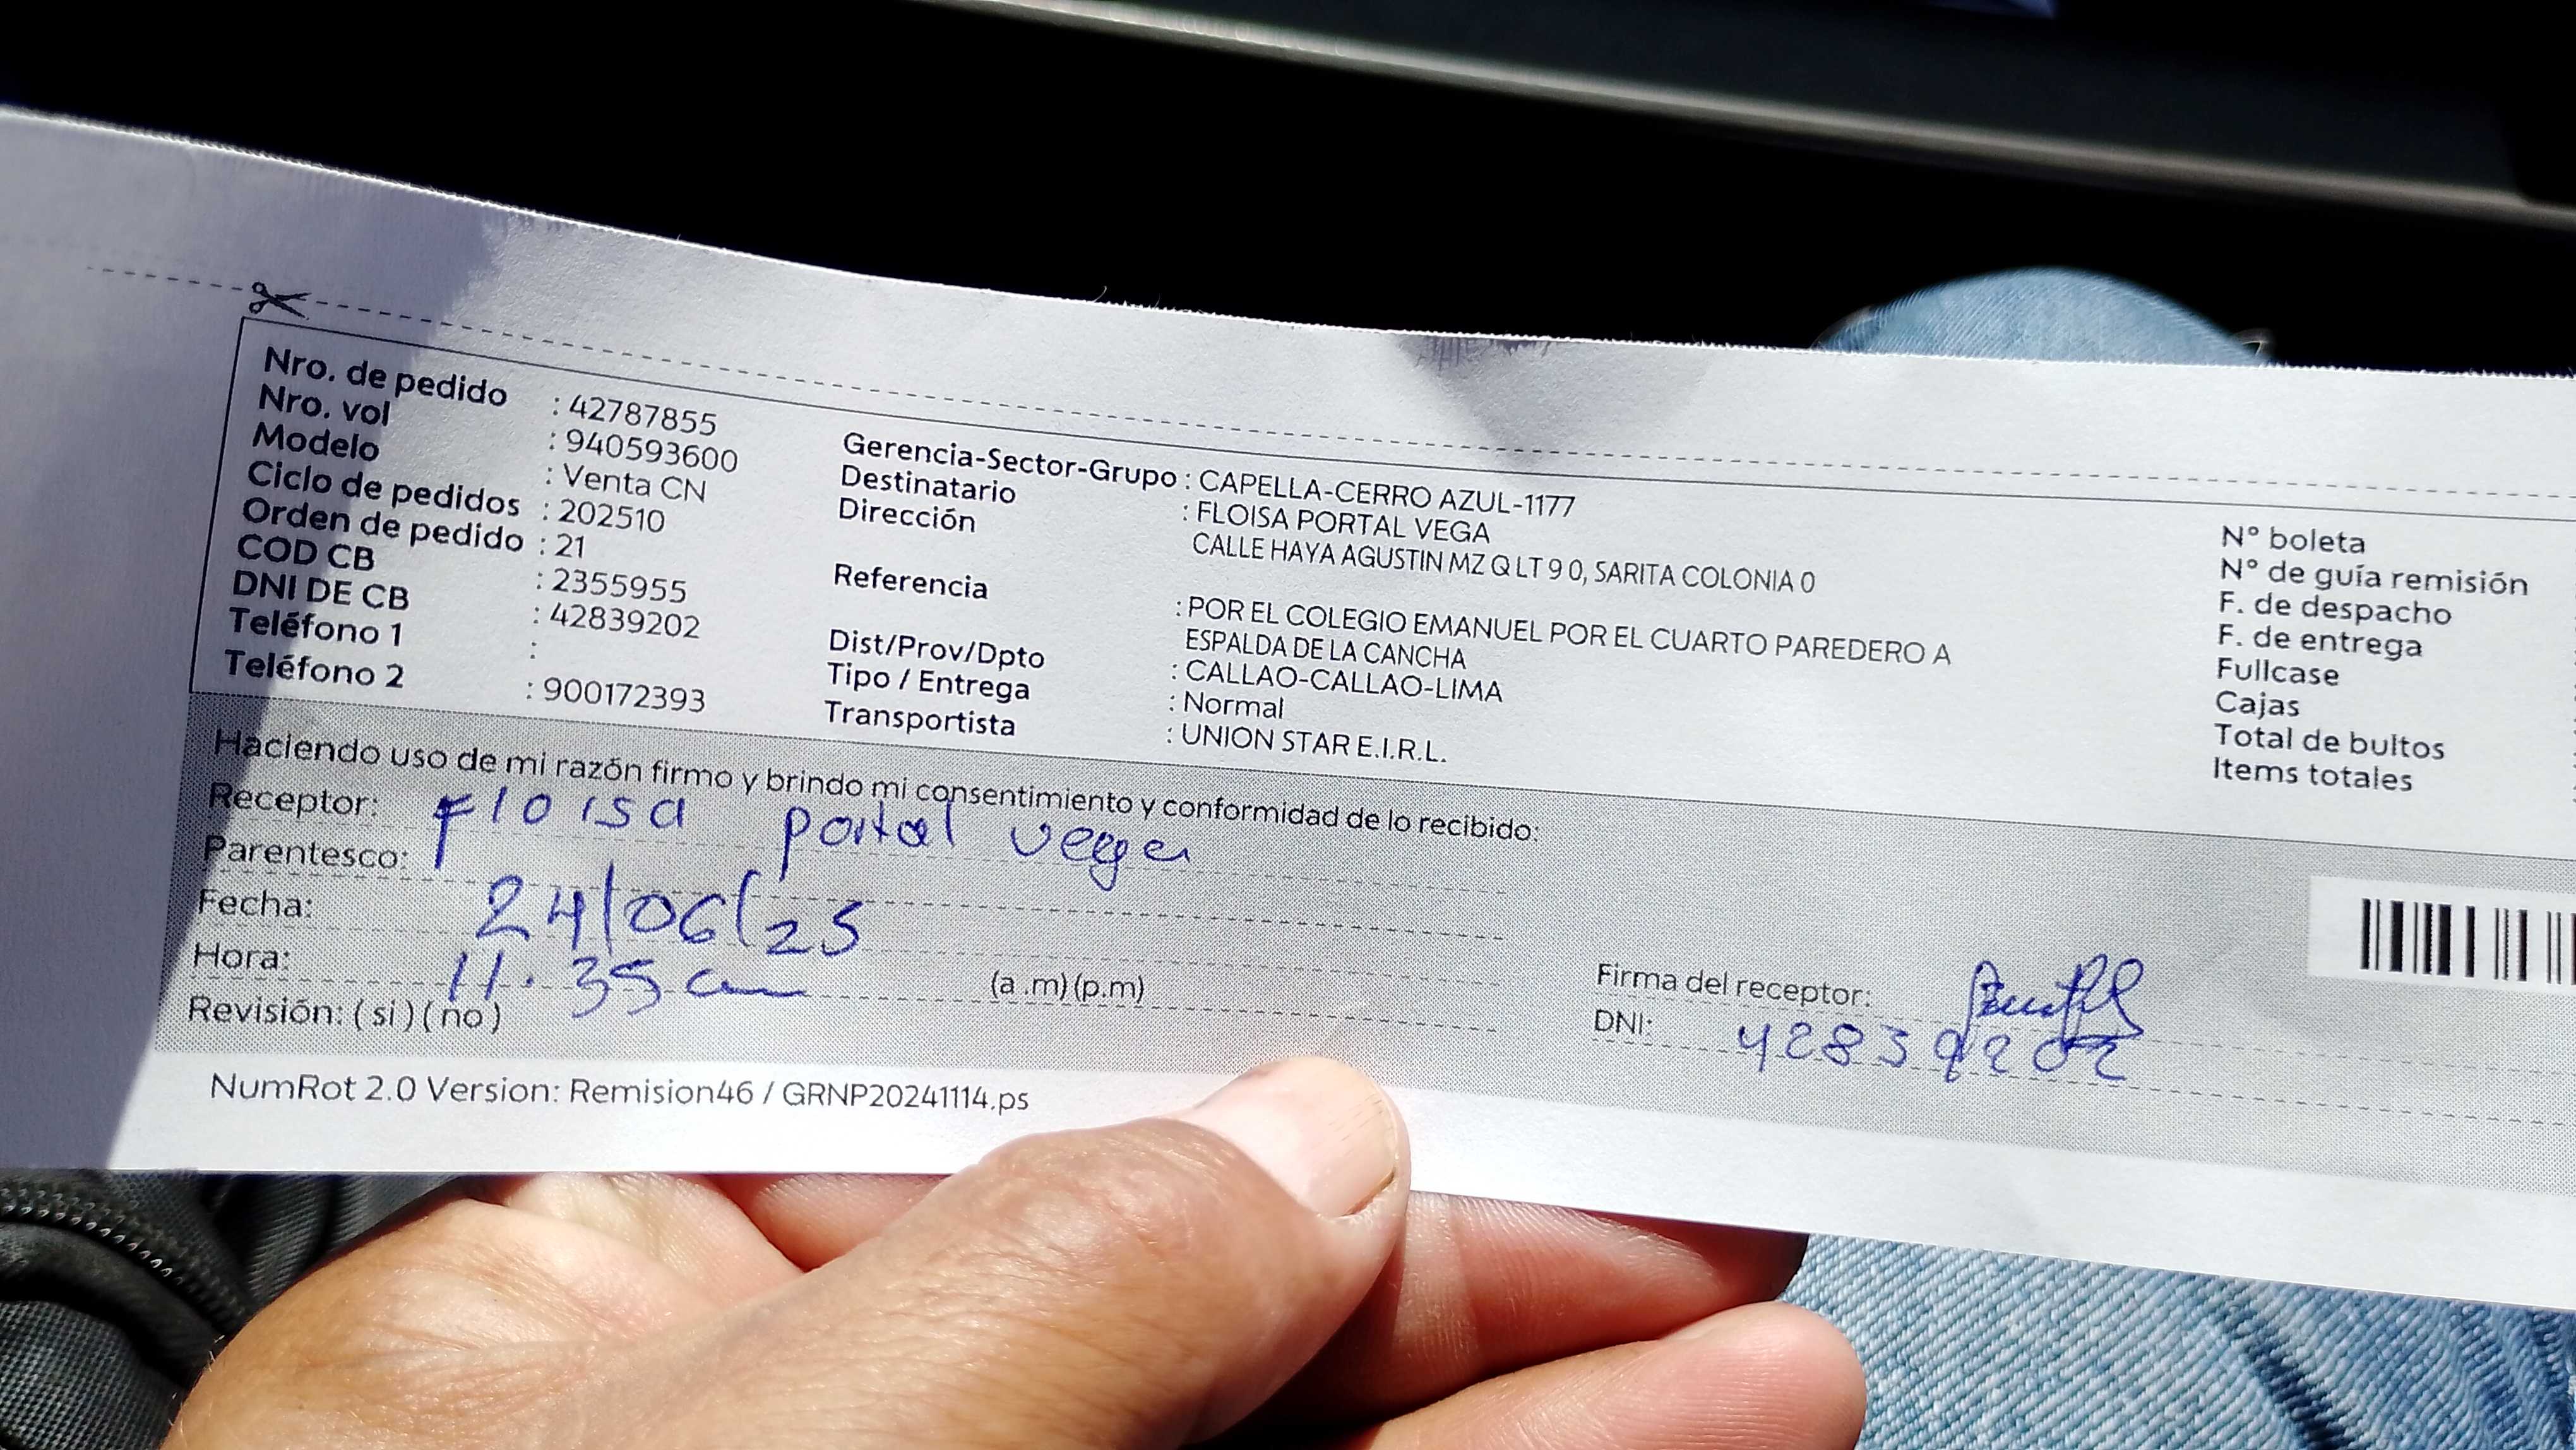 Nro. de pedido : 42787855
Nro. vol : 940593600
Modelo : Venta CN
Ciclo de pedidos : 202510
Orden de pedido : 21
COD CB : 2355955
DNI DE CB : 42839202
Teléfono 1 :
Teléfono 2 : 900172393
Gerencia-Sector-Grupo : CAPELLA-CERRO AZUL-1177
Destinatario : FLOISA PORTAL VEGA
Dirección CALLE HAYA AGUSTIN MZ Q LT 9 0, SARITA COLONIA 0
Referencia : POR EL COLEGIO EMANUEL POR EL CUARTO PAREDERO A
ESPALDA DE LA CANCHA
Dist/Prov/Dpto : CALLAO-CALLAO-LIMA
Tipo / Entrega : Normal
Transportista : UNION STAR E.I.R.L.
N° boleta
N° de guía remisión
F. de despacho
F. de entrega
Fullcase
Cajas
Total de bultos
Items totales
Haciendo uso de mi razón firmo y brindo mi consentimiento y conformidad de lo recibido:
Receptor: Floisa portal vega
Parentesco:
Fecha: 24/06/25
Hora: 11.35 am (a .m) (p.m)
Revisión: ( si ) ( no )
Firma del receptor:
DNI: 42839202
NumRot 2.0 Version: Remision46 / GRNP20241114.ps